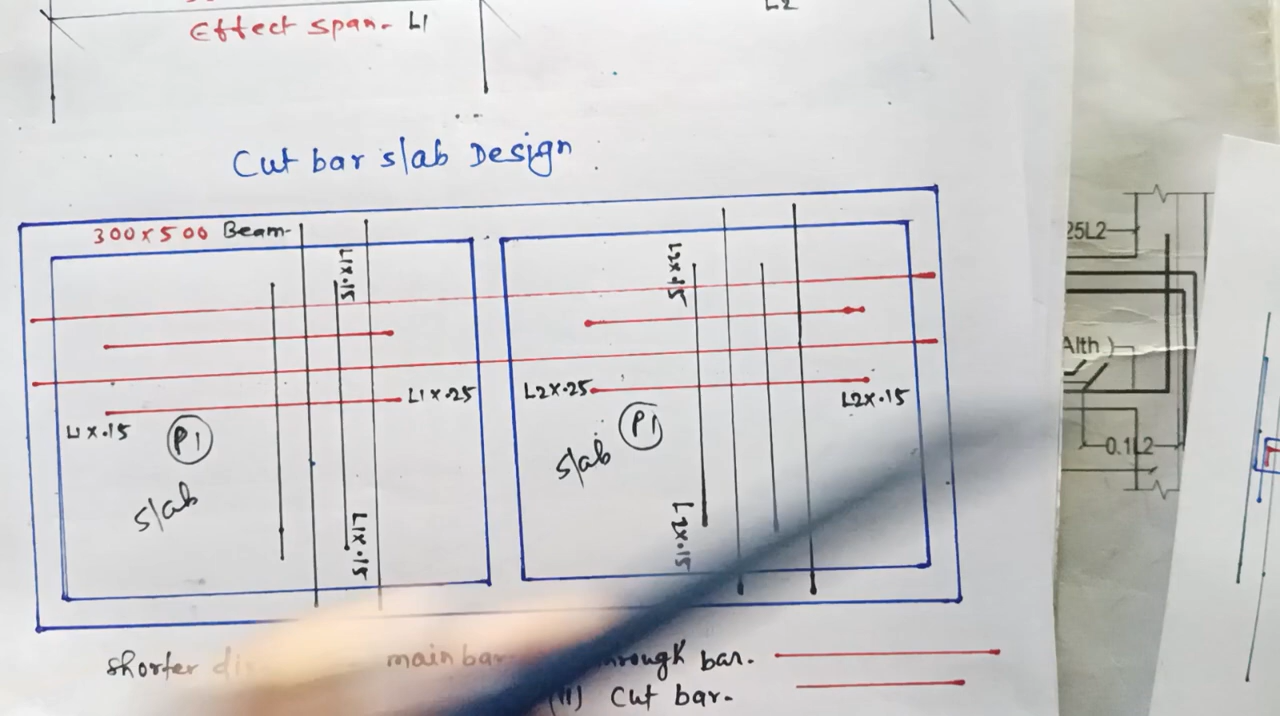 Effect span- L1
L2
Cut bar slab Design
300x500 Beam-
L1x.15
L2x.15
L1x.25
L2x.25
L1x.15
L2x.15
P1
P1
slab
slab
L1x.15
L2x.15
25L2
Alth )
0.1L2
shorter
main bar
bar.
(II) Cut bar-